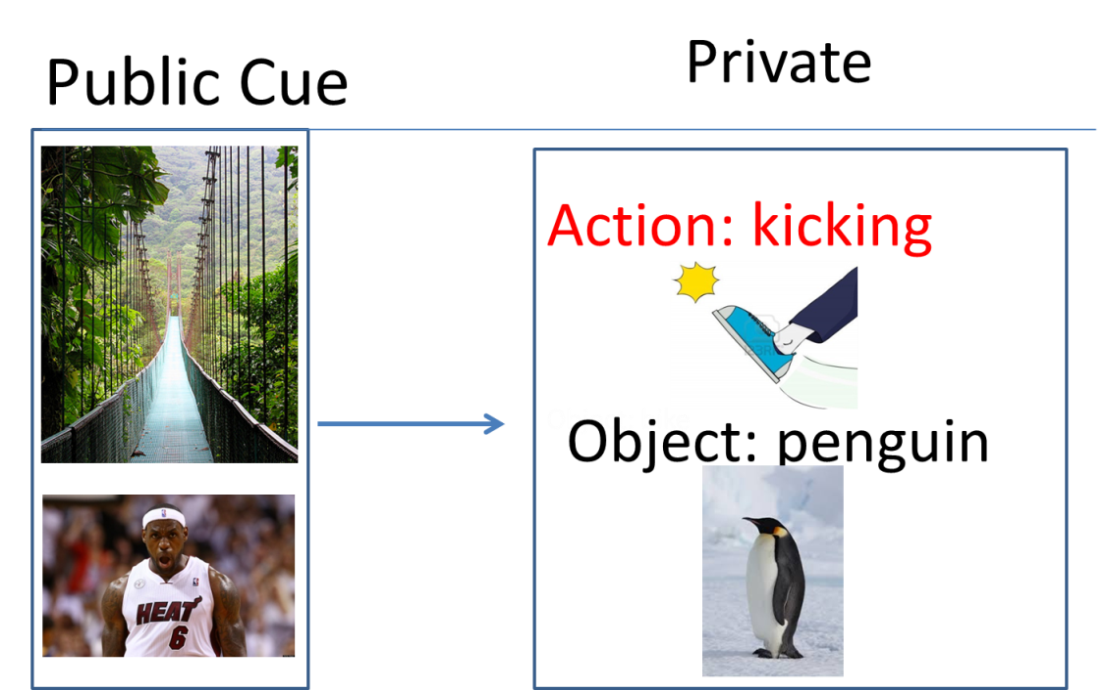 Public Cue
Private
Action: kicking
Object: penguin
HEAT
6